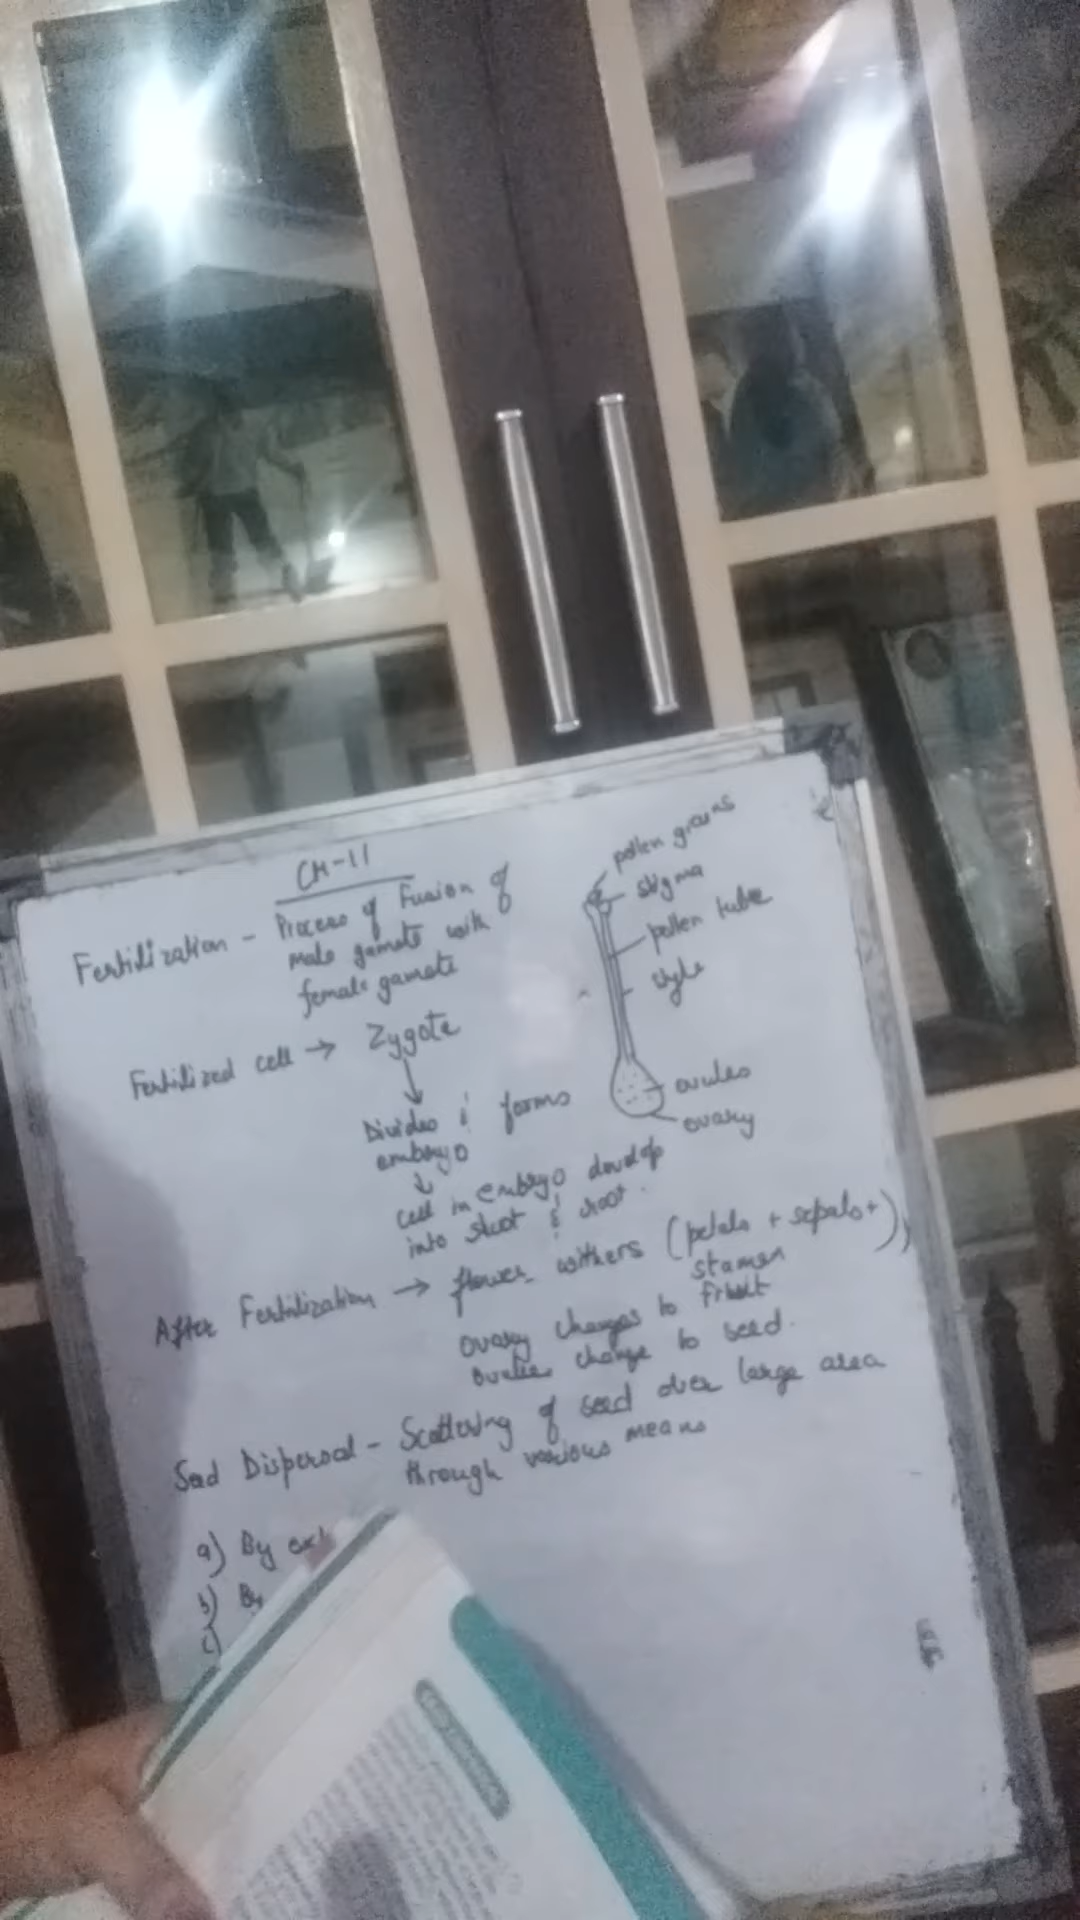 CH-11
Fertilization - Process of Fusion of
male gamete with
female gamete
pollen grains
stigma
pollen tube
style
ovules
ovary
Fertilized cell → Zygote
Divides & forms
embryo
cell in embryo develop
into shoot & root.
After Fertilization → flower withers (petals + sepals +
stamen)
ovary changes to fruit
ovules change to seed.
Seed Dispersal - Scattering of seed over large area
through various means
a) By
b) By
c)